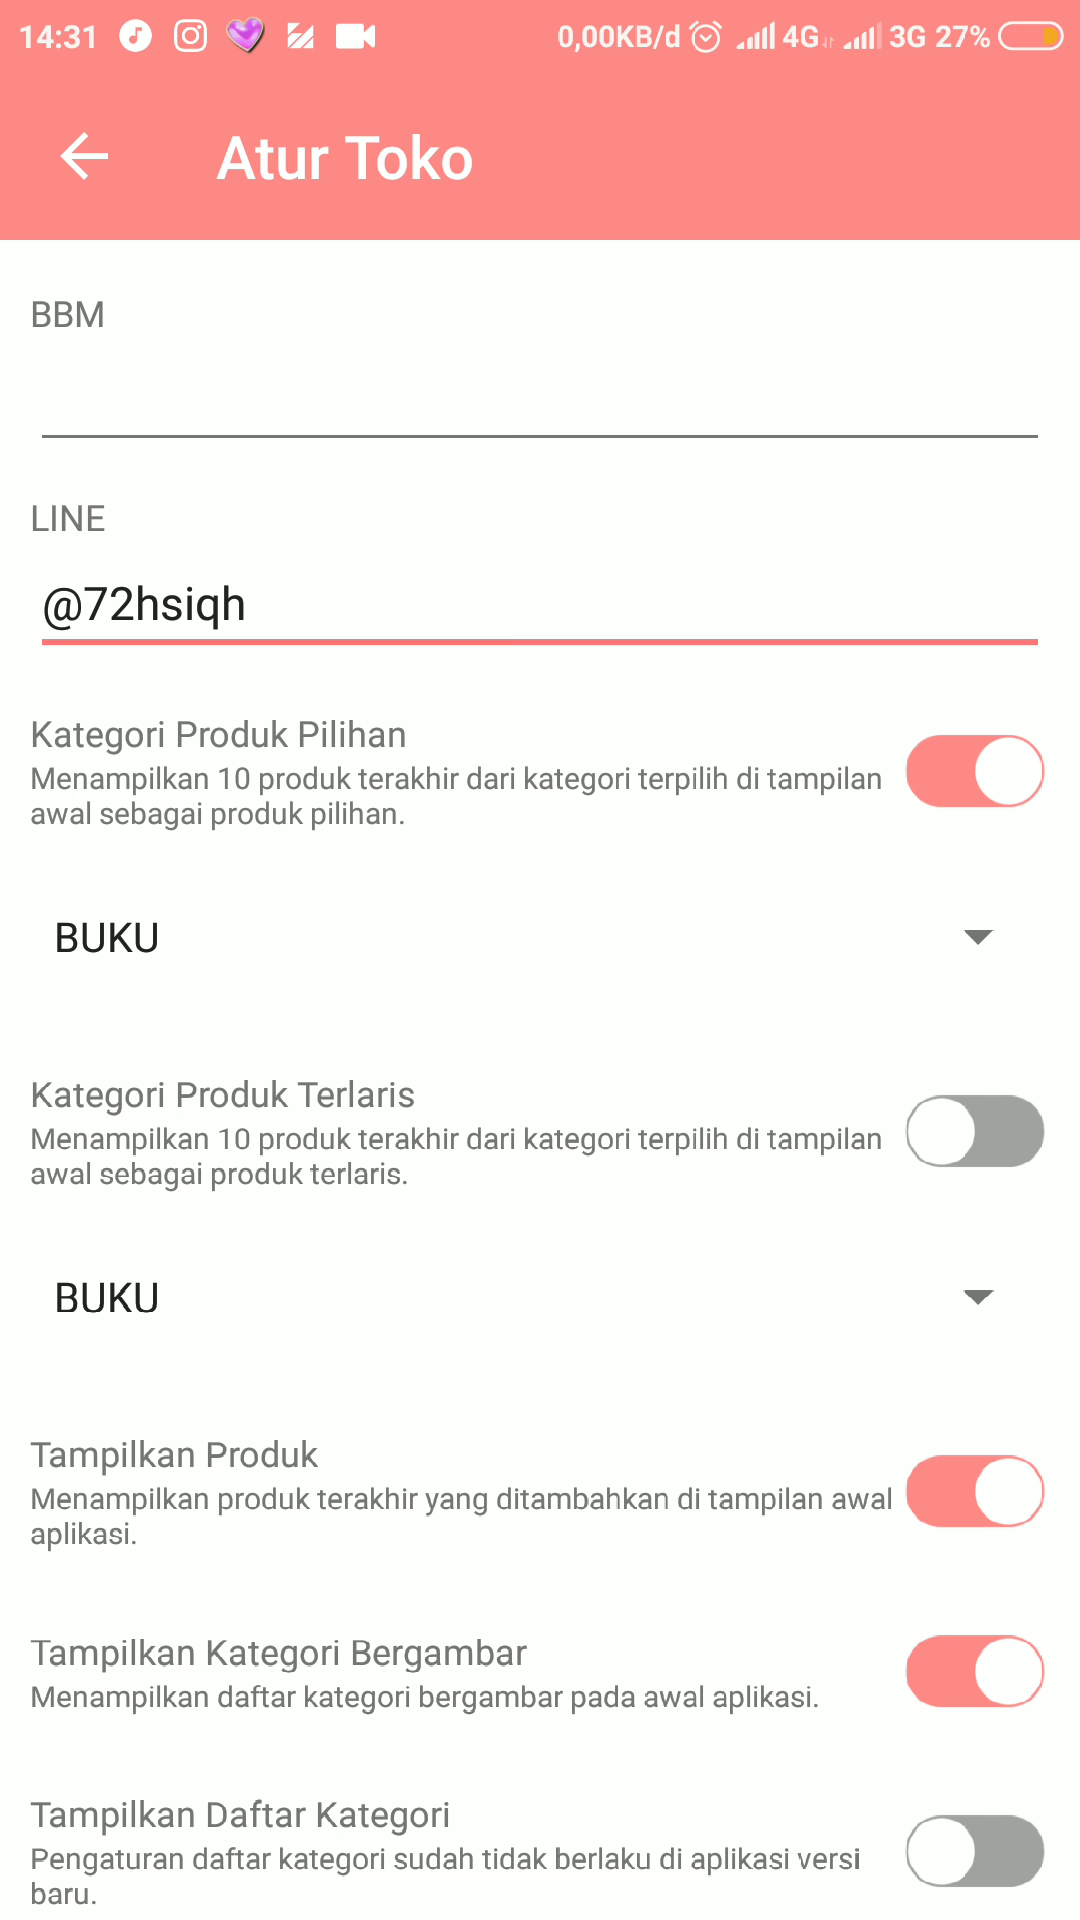 14:31 0,00KB/d 4G 3G 27%
Atur Toko
BBM
LINE
@72hsiqh
Kategori Produk Pilihan
Menampilkan 10 produk terakhir dari kategori terpilih di tampilan
awal sebagai produk pilihan.
BUKU
Kategori Produk Terlaris
Menampilkan 10 produk terakhir dari kategori terpilih di tampilan
awal sebagai produk terlaris.
BUKU
Tampilkan Produk
Menampilkan produk terakhir yang ditambahkan di tampilan awal
aplikasi.
Tampilkan Kategori Bergambar
Menampilkan daftar kategori bergambar pada awal aplikasi.
Tampilkan Daftar Kategori
Pengaturan daftar kategori sudah tidak berlaku di aplikasi versi
baru.